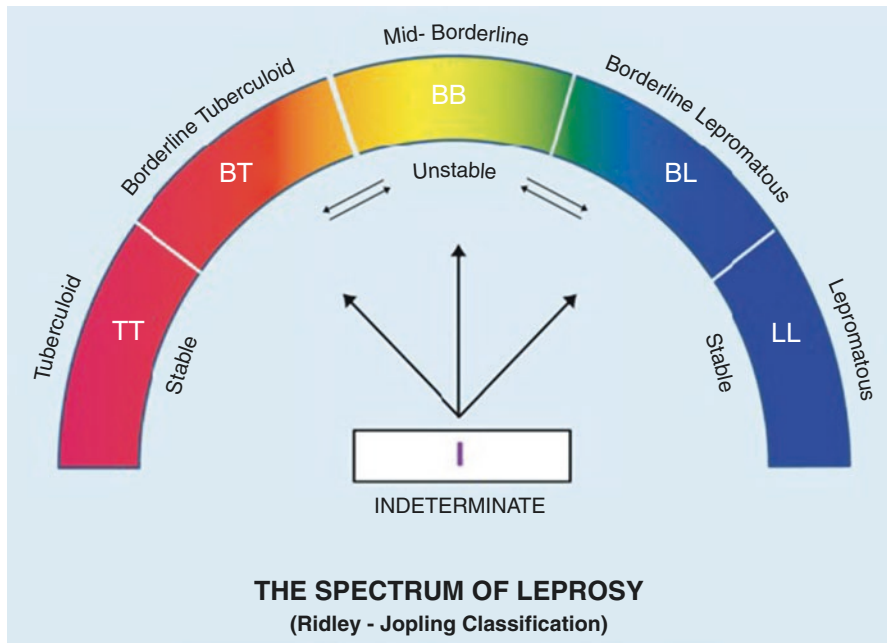 Mid- Borderline
Borderline Tuberculoid
Borderline Lepromatous
BB
BT
BL
Unstable
Tuberculoid
TT
Stable
Stable
LL
Lepromatous
I
INDETERMINATE
THE SPECTRUM OF LEPROSY
(Ridley - Jopling Classification)